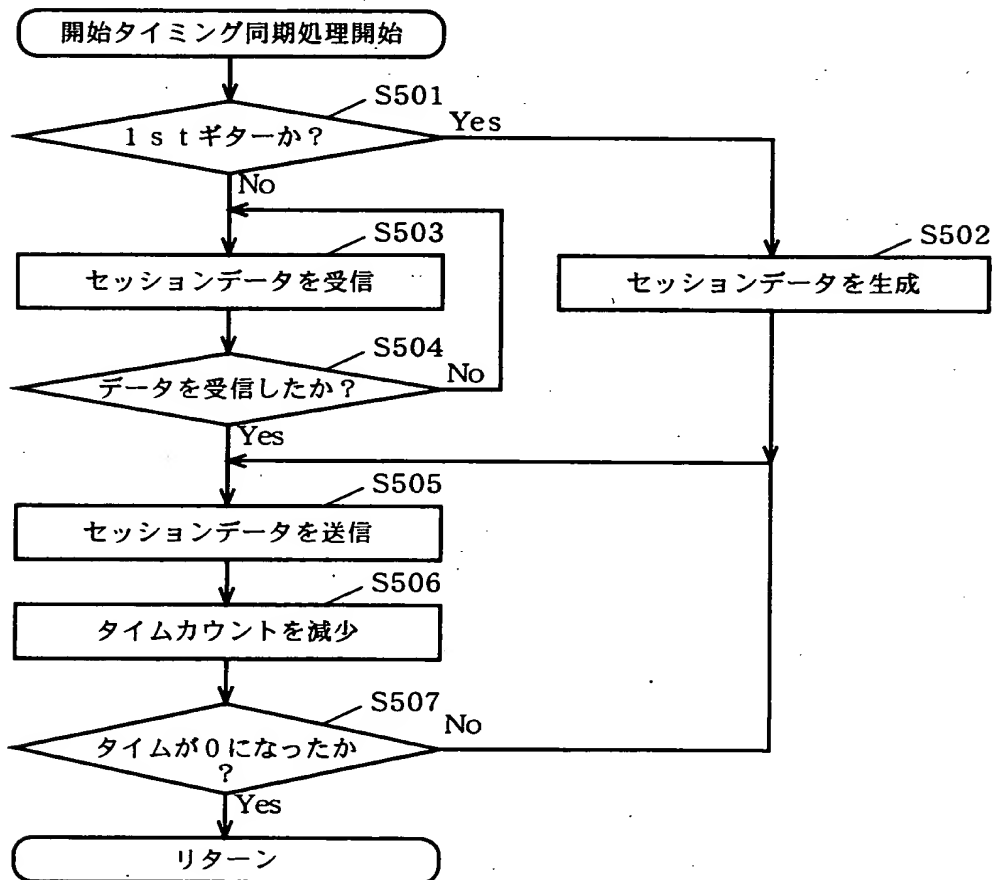 開始タイミング同期処理開始
S501
1stギターか?
Yes
No
S503
セッションデータを受信
S502
セッションデータを生成
S504
データを受信したか?
No
Yes
S505
セッションデータを送信
S506
タイムカウントを減少
S507
タイムが0になったか
?
No
Yes
リターン